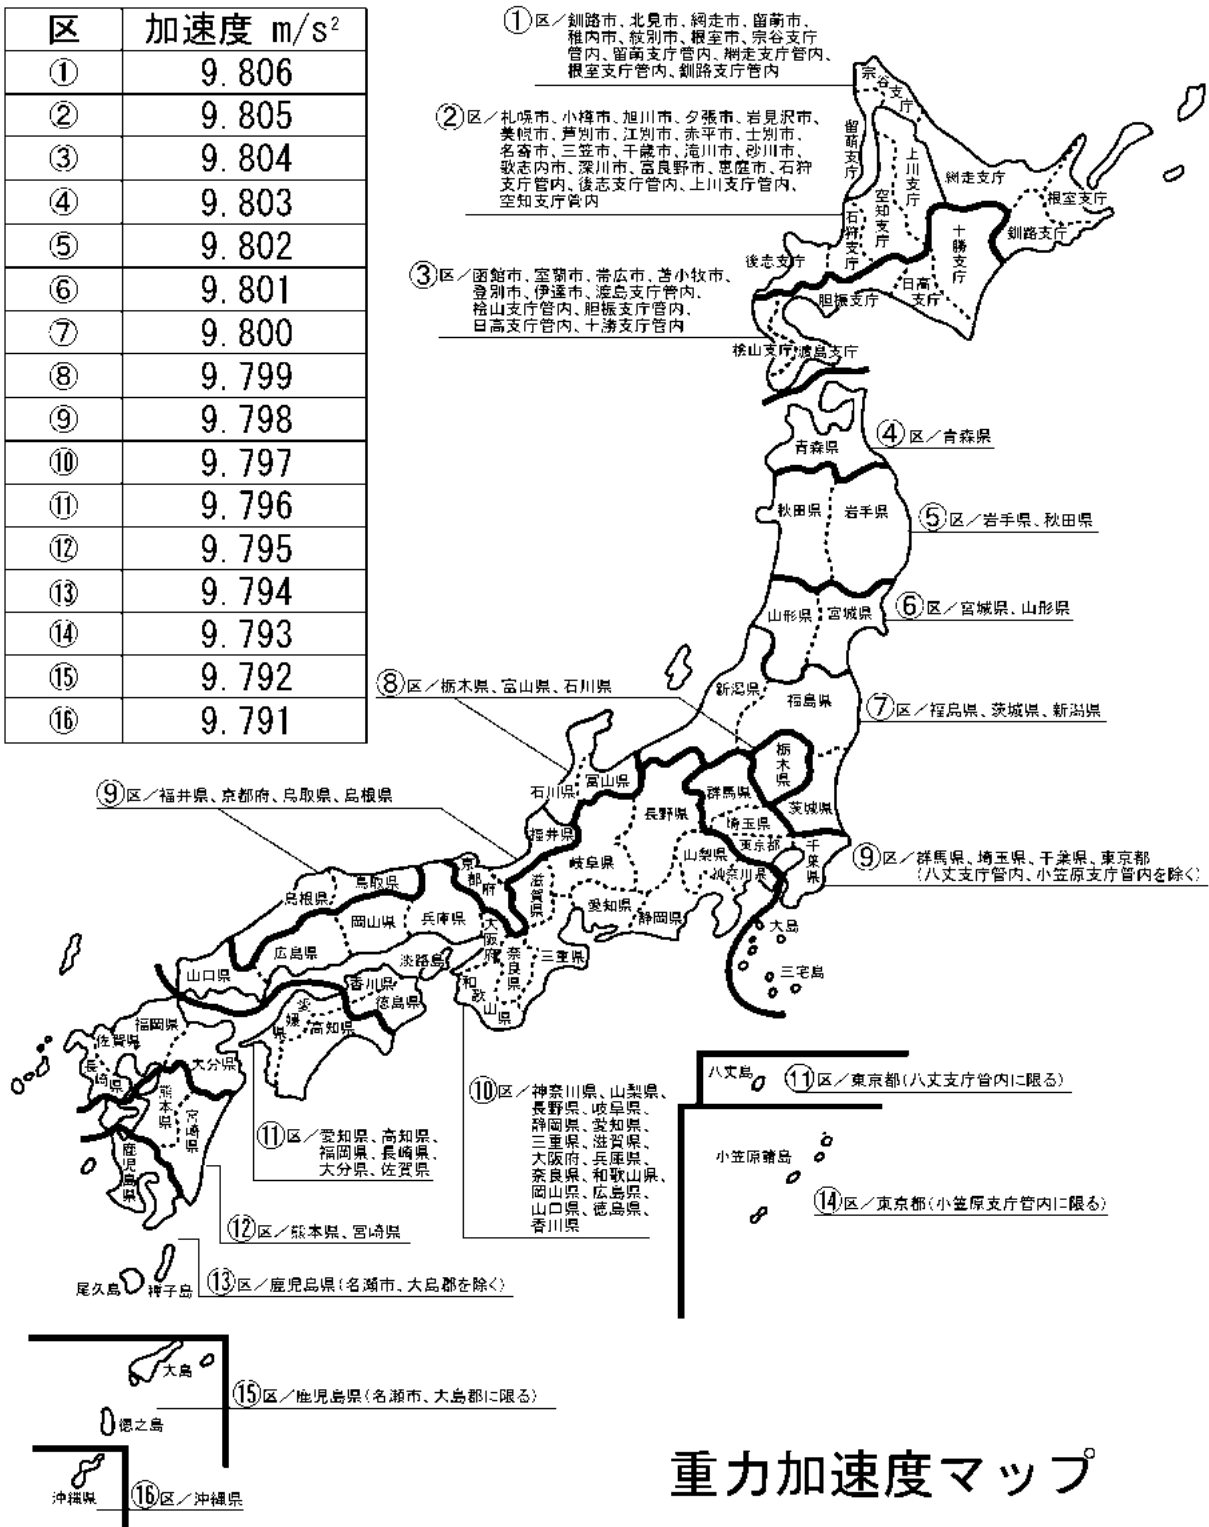 区 加速度 m/s²
① 9.806
② 9.805
③ 9.804
④ 9.803
⑤ 9.802
⑥ 9.801
⑦ 9.800
⑧ 9.799
⑨ 9.798
⑩ 9.797
⑪ 9.796
⑫ 9.795
⑬ 9.794
⑭ 9.793
⑮ 9.792
⑯ 9.791
①区／釧路市、北見市、網走市、留萌市、
稚内市、紋別市、根室市、宗谷支庁
管内、留萌支庁管内、網走支庁管内、
根室支庁管内、釧路支庁管内
②区／札幌市、小樽市、旭川市、夕張市、岩見沢市、
美幌市、芦別市、江別市、赤平市、士別市、
名寄市、三笠市、千歳市、滝川市、砂川市、
歌志内市、深川市、富良野市、恵庭市、石狩
支庁管内、後志支庁管内、上川支庁管内、
空知支庁管内
③区／函館市、室蘭市、帯広市、苫小牧市、
登別市、伊達市、渡島支庁管内、
桧山支庁管内、胆振支庁管内、
日高支庁管内、十勝支庁管内
宗谷支庁
留萌支庁
上川支庁
網走支庁
根室支庁
釧路支庁
空知支庁
石狩支庁
十勝支庁
後志支庁
日高支庁
胆振支庁
桧山支庁
渡島支庁
青森県
④区／青森県
秋田県
岩手県
⑤区／岩手県、秋田県
山形県
宮城県
⑥区／宮城県、山形県
⑧区／栃木県、富山県、石川県
新潟県
福島県
⑦区／福島県、茨城県、新潟県
栃木県
石川県
富山県
群馬県
茨城県
長野県
埼玉県
⑨区／福井県、京都府、鳥取県、島根県
福井県
岐阜県
山梨県
東京都
千葉県
神奈川県
⑨区／群馬県、埼玉県、千葉県、東京都
（八丈支庁管内、小笠原支庁管内を除く）
京都府
滋賀県
愛知県
静岡県
鳥取県
島根県
岡山県
兵庫県
大阪府
奈良県
三重県
大島
三宅島
広島県
山口県
淡路島
和歌山県
香川県
徳島県
愛媛県
高知県
福岡県
佐賀県
長崎県
大分県
熊本県
宮崎県
鹿児島県
八丈島
⑪区／東京都（八丈支庁管内に限る）
⑩区／神奈川県、山梨県、
長野県、岐阜県、
静岡県、愛知県、
三重県、滋賀県、
大阪府、兵庫県、
奈良県、和歌山県、
岡山県、広島県、
山口県、徳島県、
香川県
⑪区／愛知県、高知県、
福岡県、長崎県、
大分県、佐賀県
小笠原諸島
⑭区／東京都（小笠原支庁管内に限る）
⑫区／熊本県、宮崎県
尾久島
種子島
⑬区／鹿児島県（名瀬市、大島郡を除く）
大島
⑮区／鹿児島県（名瀬市、大島郡に限る）
徳之島
沖縄県
⑯区／沖縄県
重力加速度マップ